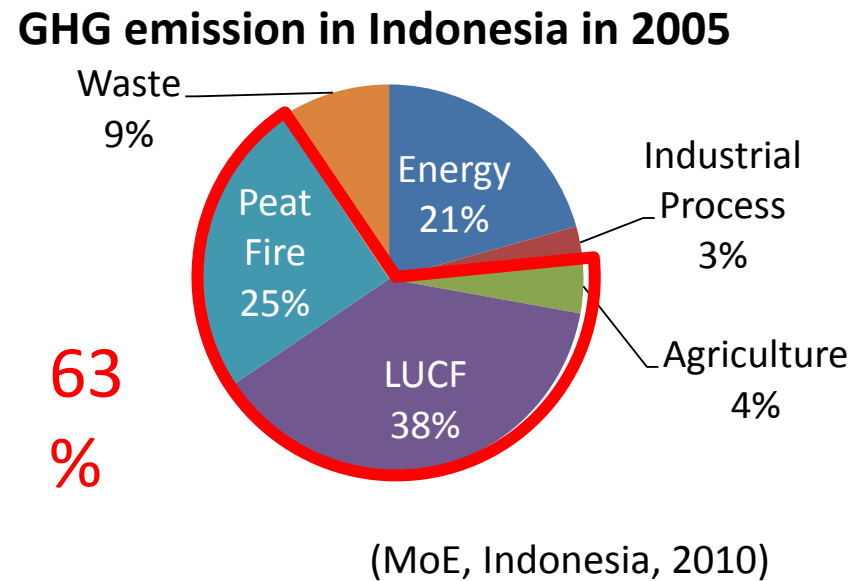 GHG emission in Indonesia in 2005
Waste
9%
Energy
21%
Industrial
Process
3%
Peat
Fire
25%
Agriculture
4%
LUCF
38%
63
%
(MoE, Indonesia, 2010)